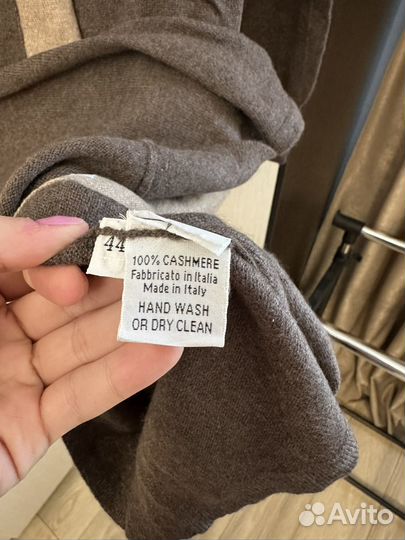 44
100% CASHMERE
Fabbricato in Italia
Made in Italy
HAND WASH
OR DRY CLEAN
Avito